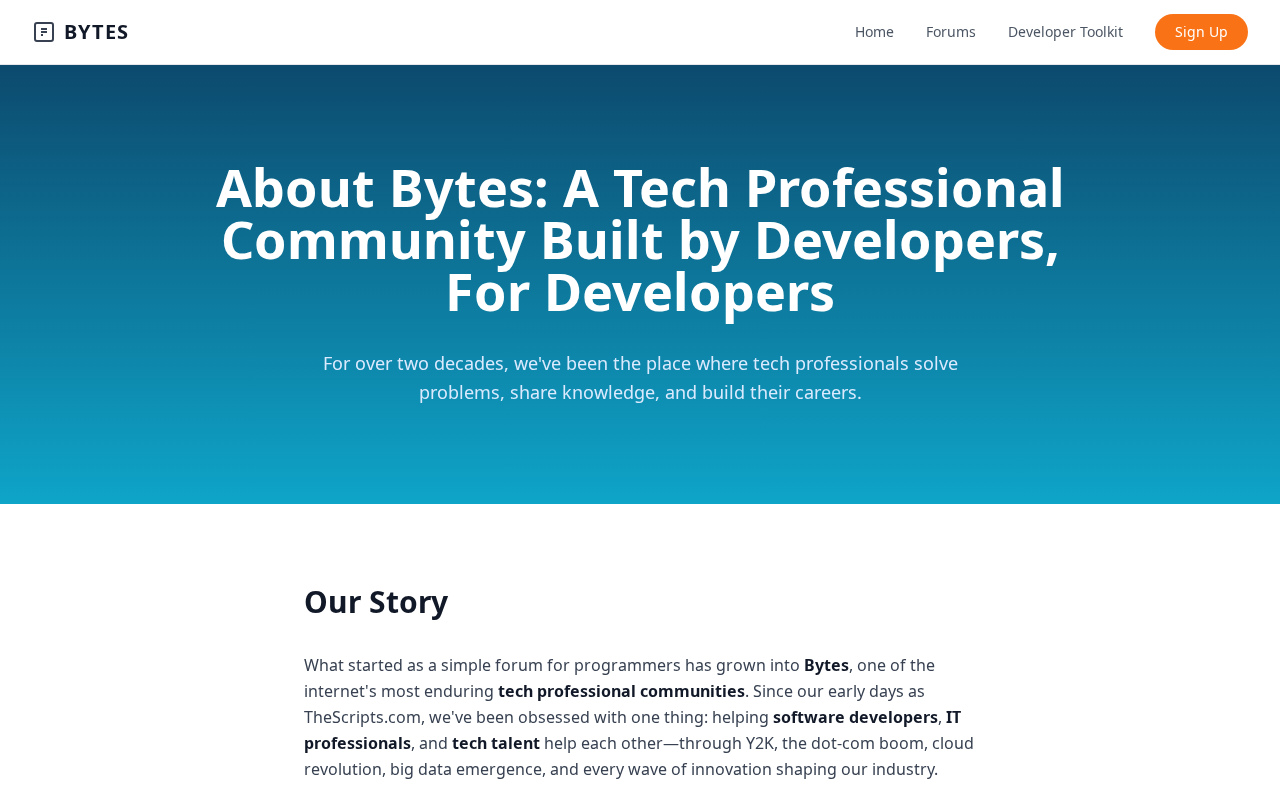 BYTES
Home
Forums
Developer Toolkit
Sign Up
About Bytes: A Tech Professional
Community Built by Developers,
For Developers
For over two decades, we've been the place where tech professionals solve
problems, share knowledge, and build their careers.
Our Story
What started as a simple forum for programmers has grown into Bytes, one of the
internet's most enduring tech professional communities. Since our early days as
TheScripts.com, we've been obsessed with one thing: helping software developers, IT
professionals, and tech talent help each other—through Y2K, the dot-com boom, cloud
revolution, big data emergence, and every wave of innovation shaping our industry.